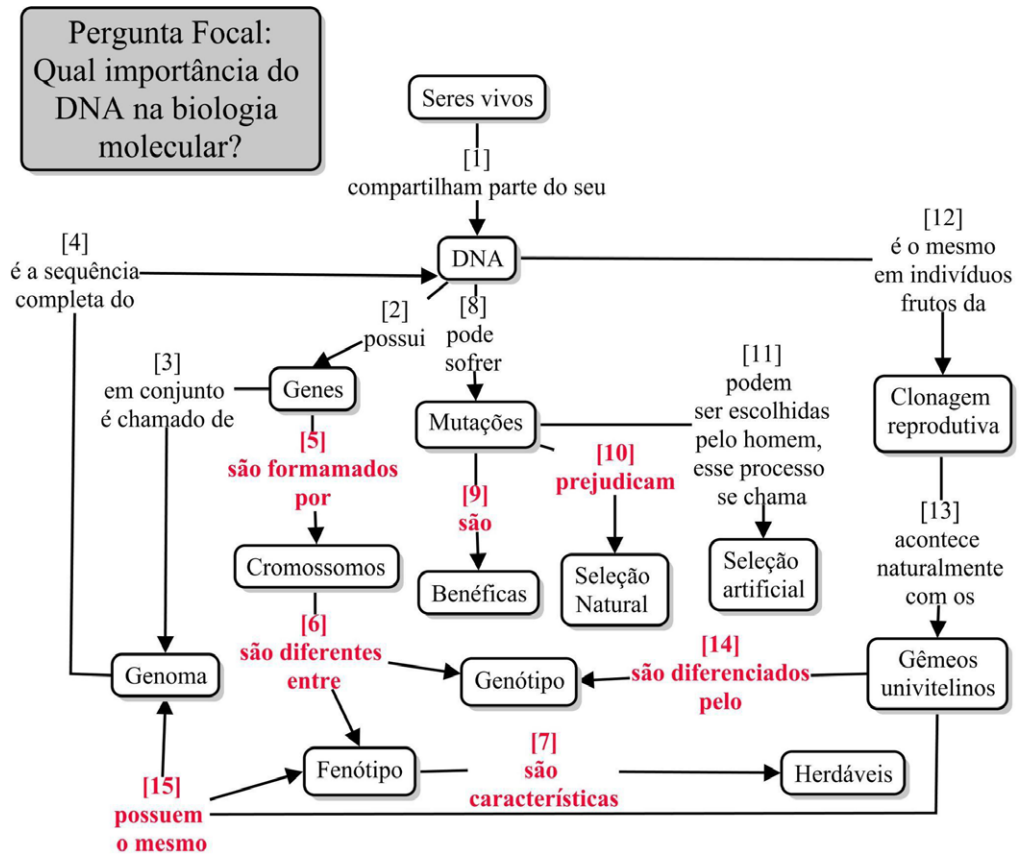 Pergunta Focal:
Qual importância do
DNA na biologia
molecular?
Seres vivos
[1]
compartilham parte do seu
DNA
[4]
é a sequência
completa do
[12]
é o mesmo
em indivíduos
frutos da
[2]
possui
[8]
pode
sofrer
[3]
em conjunto
é chamado de
Genes
Mutações
[11]
podem
ser escolhidas
pelo homem,
esse processo
se chama
Clonagem
reprodutiva
[5]
são formamados
por
[9]
são
[10]
prejudicam
[13]
acontece
naturalmente
com os
Cromossomos
Benéficas
Seleção
Natural
Seleção
artificial
[6]
são diferentes
entre
Genoma
Genótipo
[14]
são diferenciados
pelo
Gêmeos
univitelinos
Fenótipo
[7]
são
características
Herdáveis
[15]
possuem
o mesmo